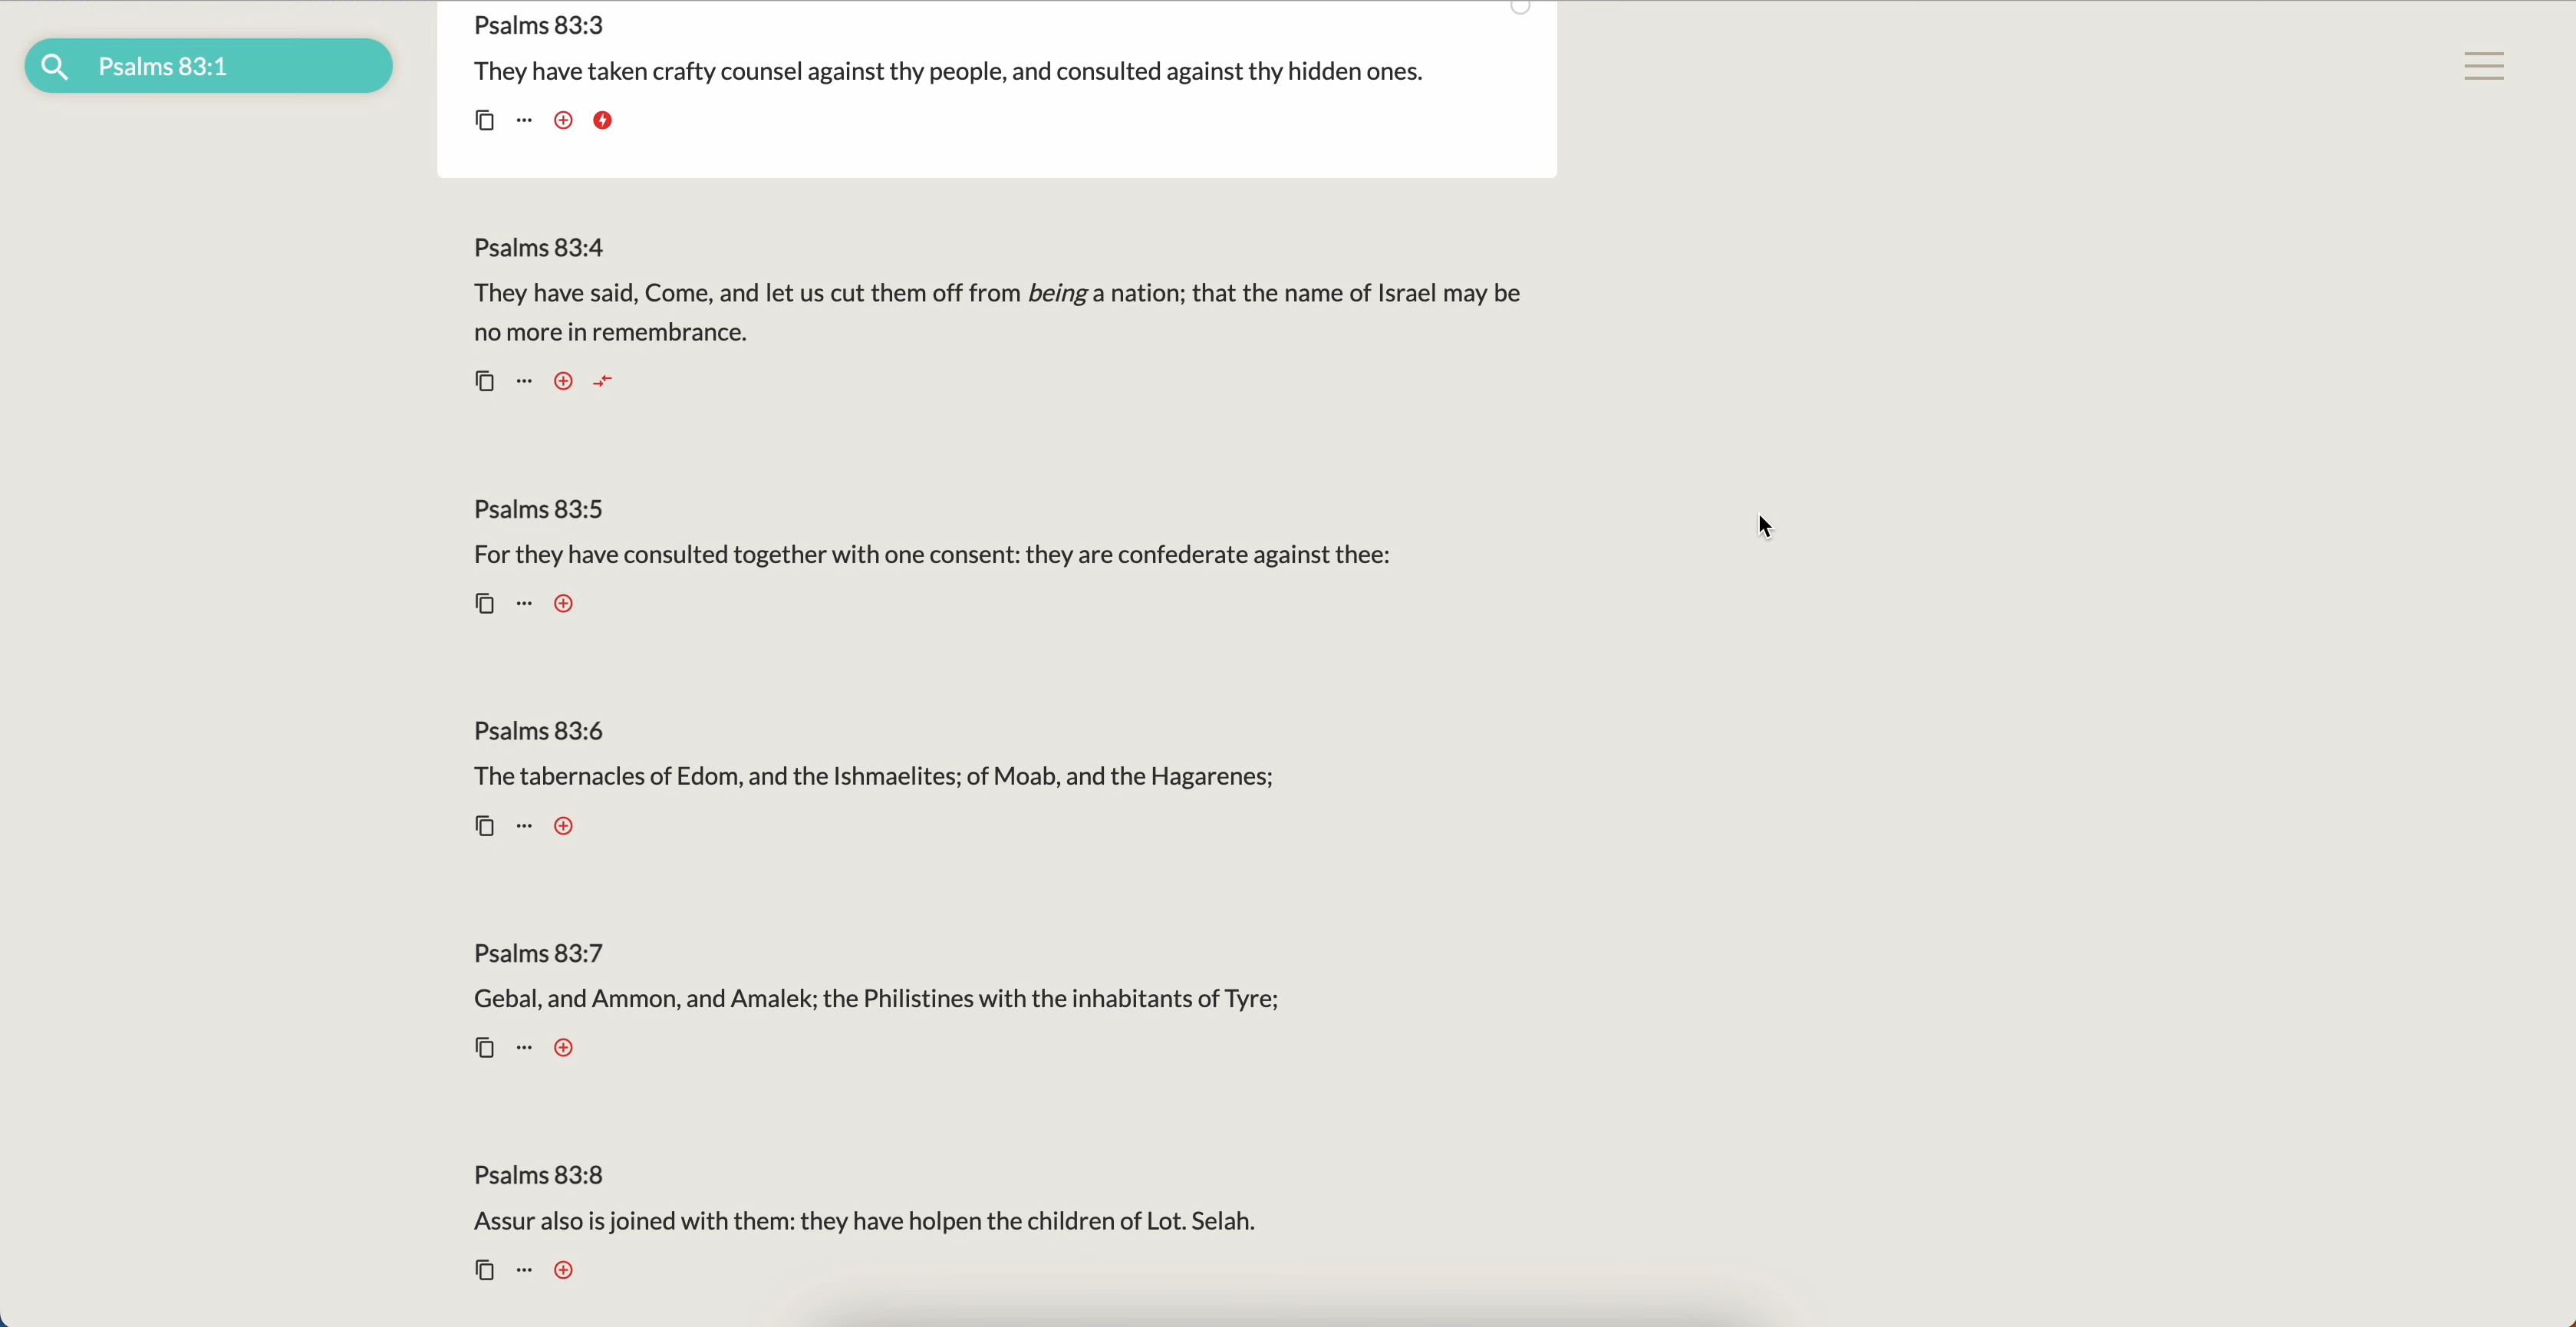 Psalms 83:1
Psalms 83:3
They have taken crafty counsel against thy people, and consulted against thy hidden ones.
Psalms 83:4
They have said, Come, and let us cut them off from being a nation; that the name of Israel may be
no more in remembrance.
Psalms 83:5
For they have consulted together with one consent: they are confederate against thee:
Psalms 83:6
The tabernacles of Edom, and the Ishmaelites; of Moab, and the Hagarenes;
Psalms 83:7
Gebal, and Ammon, and Amalek; the Philistines with the inhabitants of Tyre;
Psalms 83:8
Assur also is joined with them: they have holpen the children of Lot. Selah.